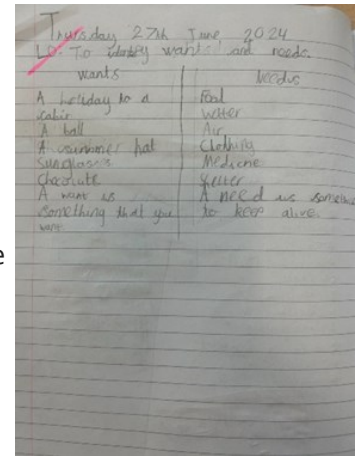 Thursday 27th June 2024
LO: To identify wants and needs.
wants Needs
A holiday to a Food
cabin Water
A ball Air
A summer hat Clothing
Sunglasses Medicine
Chocolate Shelter
A want is A need is
something that you to keep alive.
want.
e